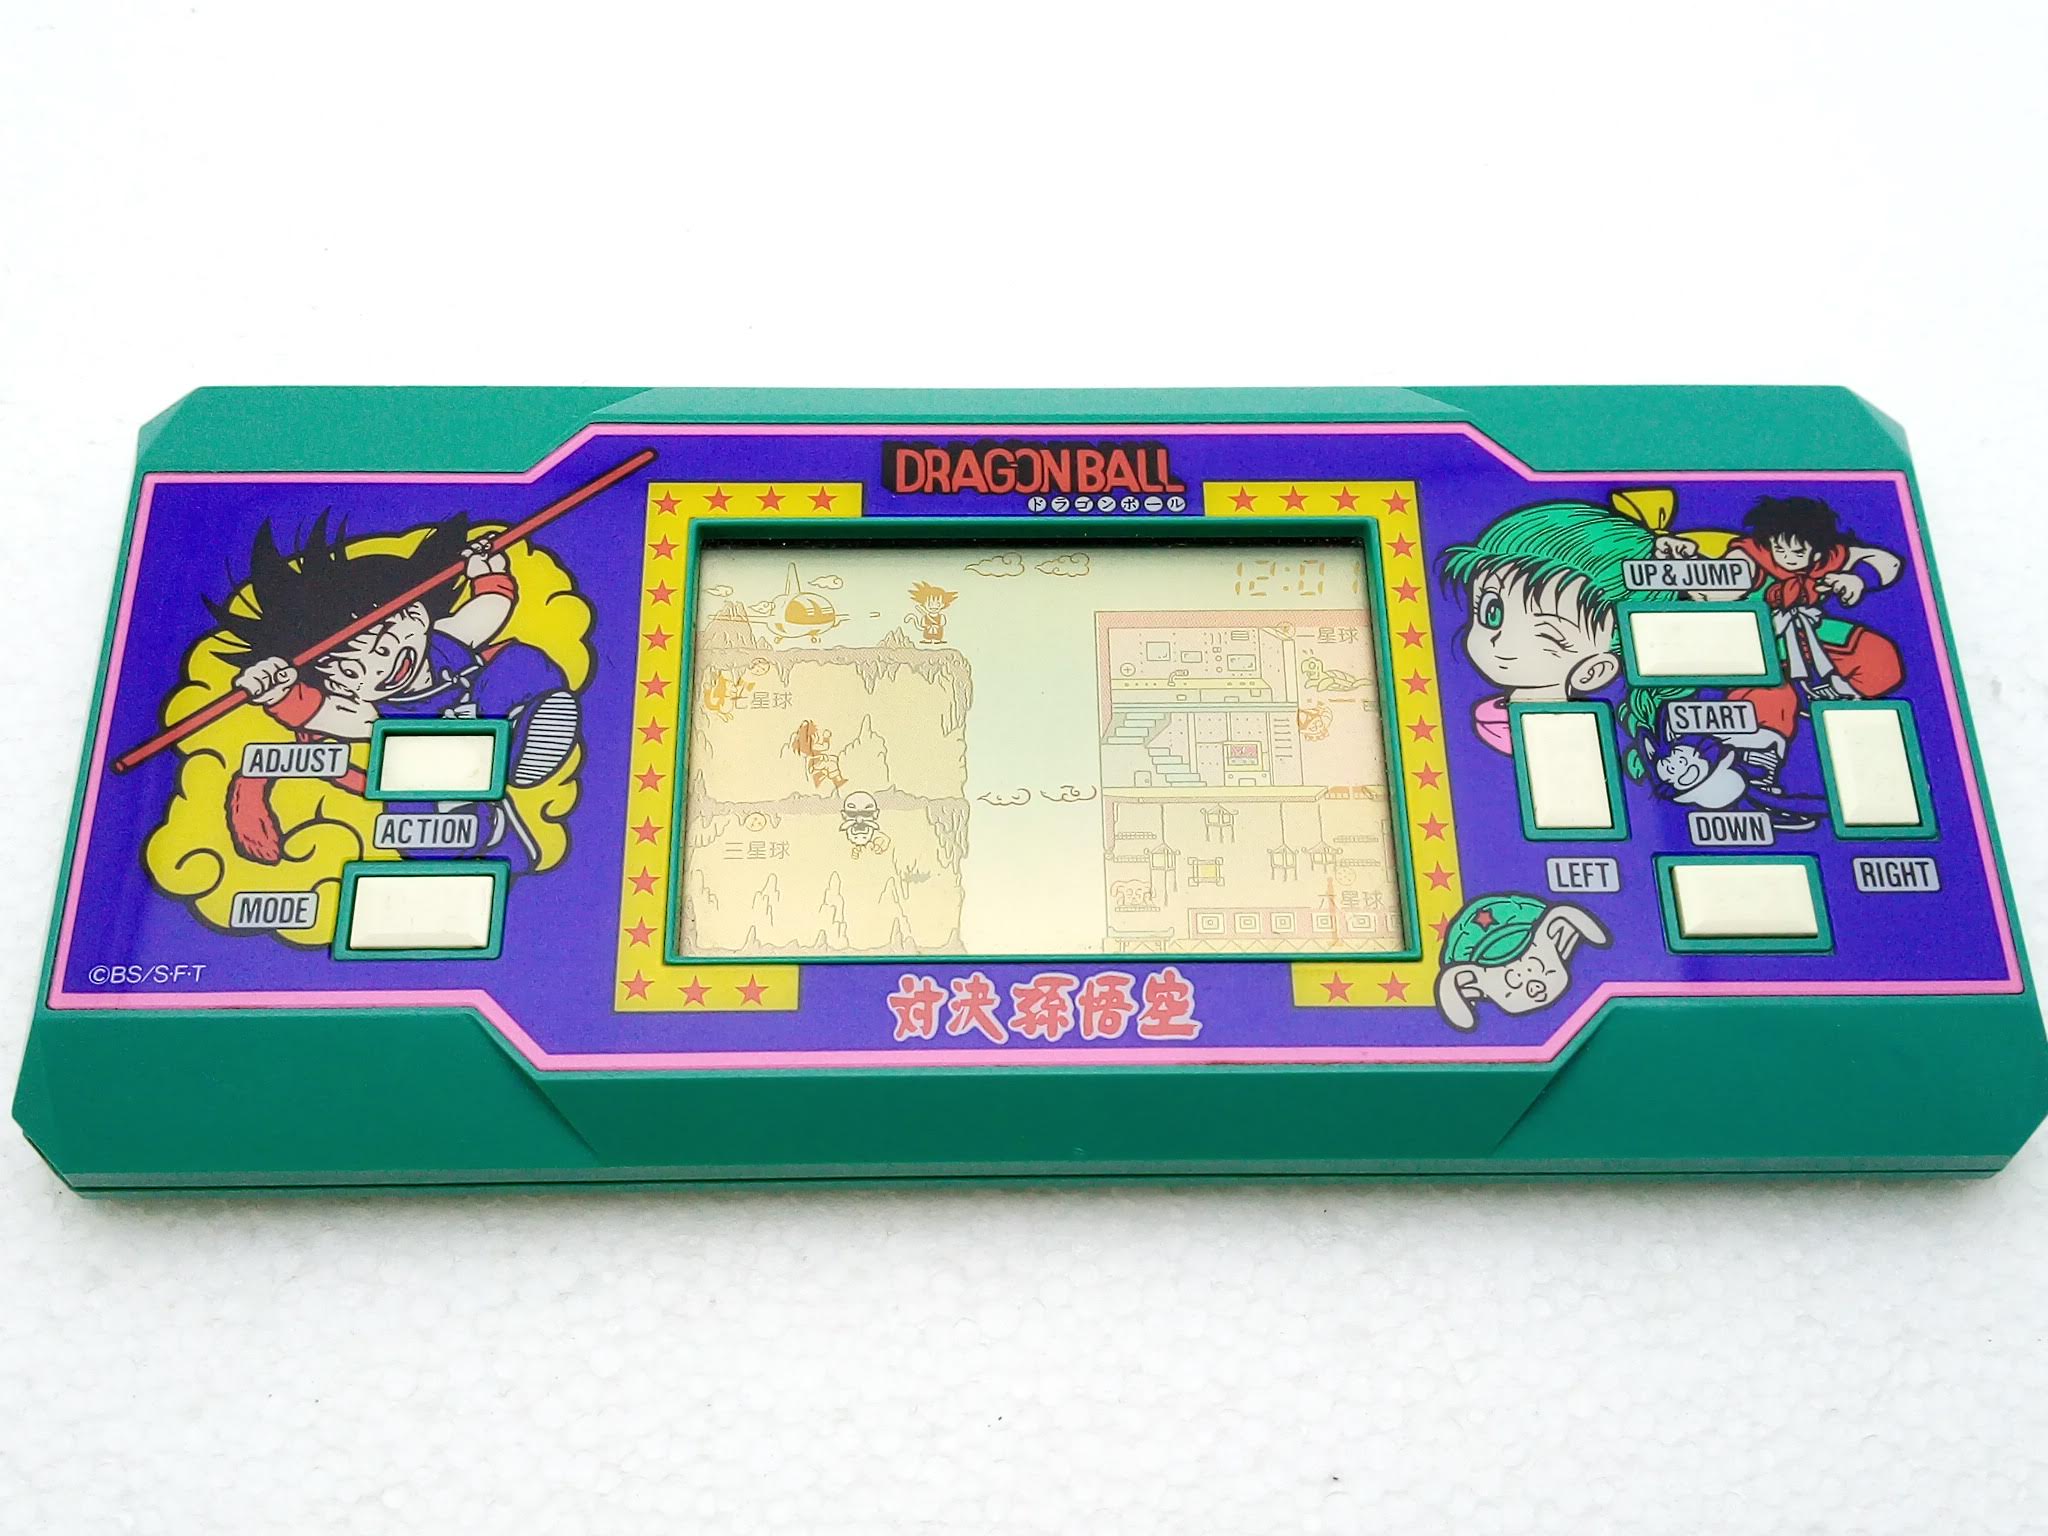 DRAGONBALL
ドラゴンボール
12:01
一星球
七星球
三星球
六星球
ADJUST
ACTION
MODE
UP & JUMP
START
DOWN
LEFT
RIGHT
©BS/S·F·T
対決孫悟空